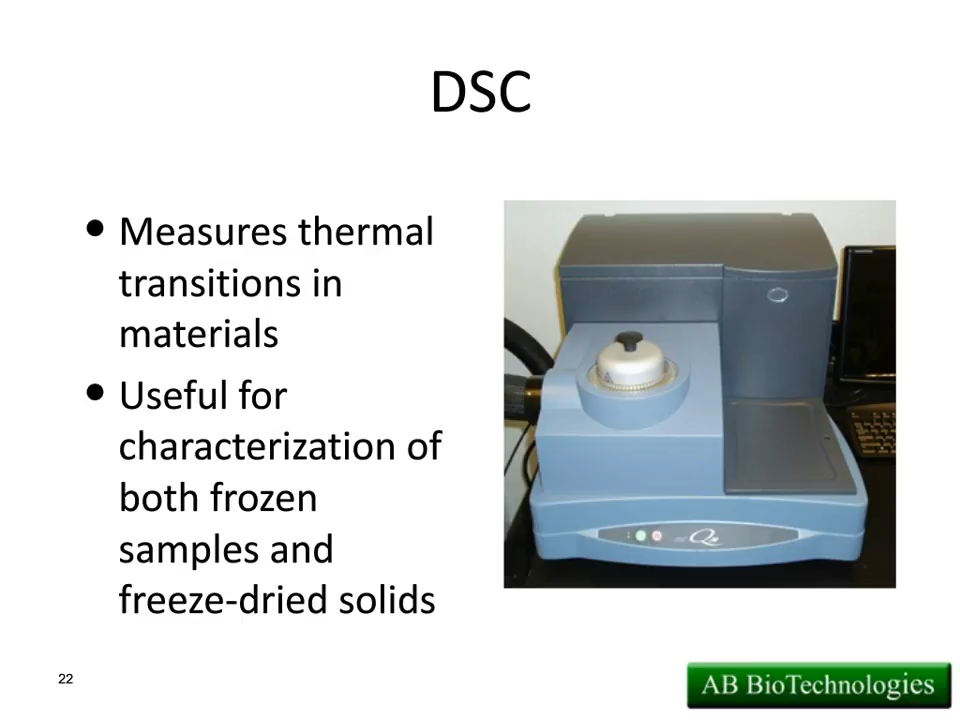 DSC
• Measures thermal
transitions in
materials
• Useful for
characterization of
both frozen
samples and
freeze-dried solids
Q
22
AB BioTechnologies